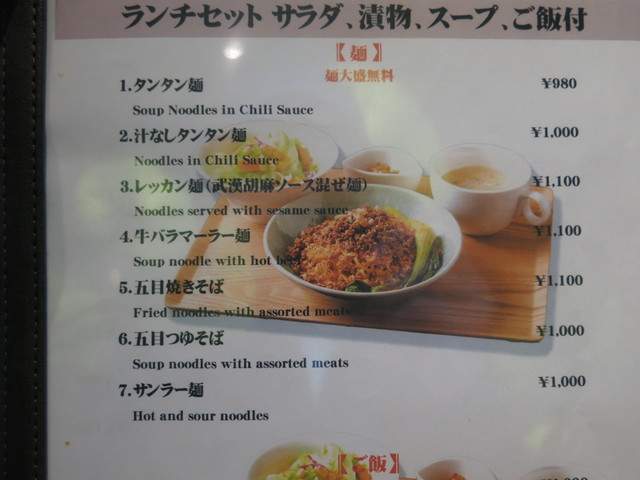 ランチセット サラダ、漬物、スープ、ご飯付
【麺】
麺大盛無料
1.タンタン麺 ¥980
Soup Noodles in Chili Sauce
2.汁なしタンタン麺 ¥1,000
Noodles in Chili Sauce
3.レッカン麺(武漢胡麻ソース混ぜ麺) ¥1,100
Noodles served with sesame sauce
4.牛バラマーラー麺 ¥1,100
Soup noodle with hot beef
5.五目焼きそば ¥1,100
Fried noodles with assorted meats
6.五目つゆそば ¥1,000
Soup noodles with assorted meats
7.サンラー麺 ¥1,000
Hot and sour noodles
【ご飯】